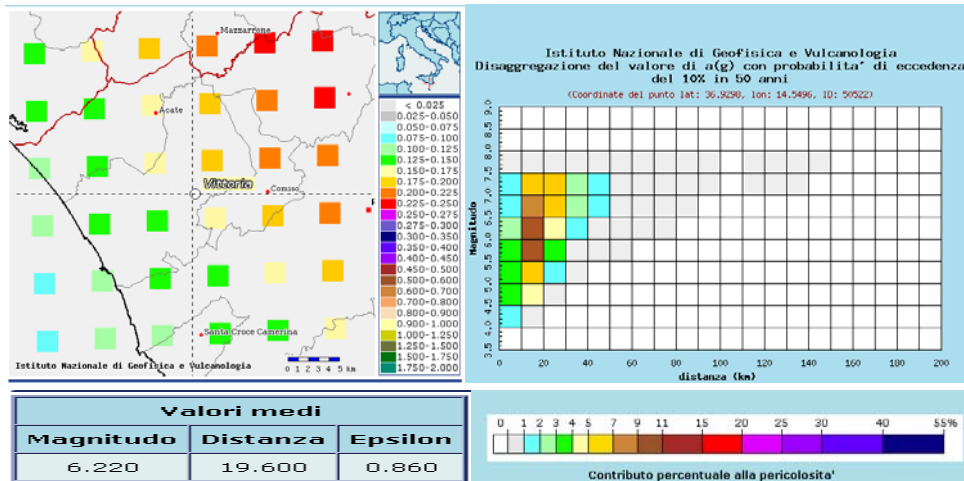 Mazzarrone
Acate
Vittoria
Comiso
Santa Croce Camerina
0 1 2 3 4 5 km
Istituto Nazionale di Geofisica e Vulcanologia
< 0.025
0.025-0.050
0.050-0.075
0.075-0.100
0.100-0.125
0.125-0.150
0.150-0.175
0.175-0.200
0.200-0.225
0.225-0.250
0.250-0.275
0.275-0.300
0.300-0.350
0.350-0.400
0.400-0.450
0.450-0.500
0.500-0.600
0.600-0.700
0.700-0.800
0.800-0.900
0.900-1.000
1.000-1.250
1.250-1.500
1.500-1.750
1.750-2.000
Istituto Nazionale di Geofisica e Vulcanologia
Disaggregazione del valore di a(g) con probabilita' di eccedenza
del 10% in 50 anni
(Coordinate del punto lat: 36.9298, lon: 14.5496, ID: 50522)
Magnitudo
9.0
8.5
8.0
7.5
7.0
6.5
6.0
5.5
5.0
4.5
4.0
3.5
0 20 40 60 80 100 120 140 160 180 200
distanza (km)
Valori medi
Magnitudo Distanza Epsilon
6.220 19.600 0.860
0 1 2 3 4 5 7 9 11 15 20 25 30 40 55%
Contributo percentuale alla pericolosita'